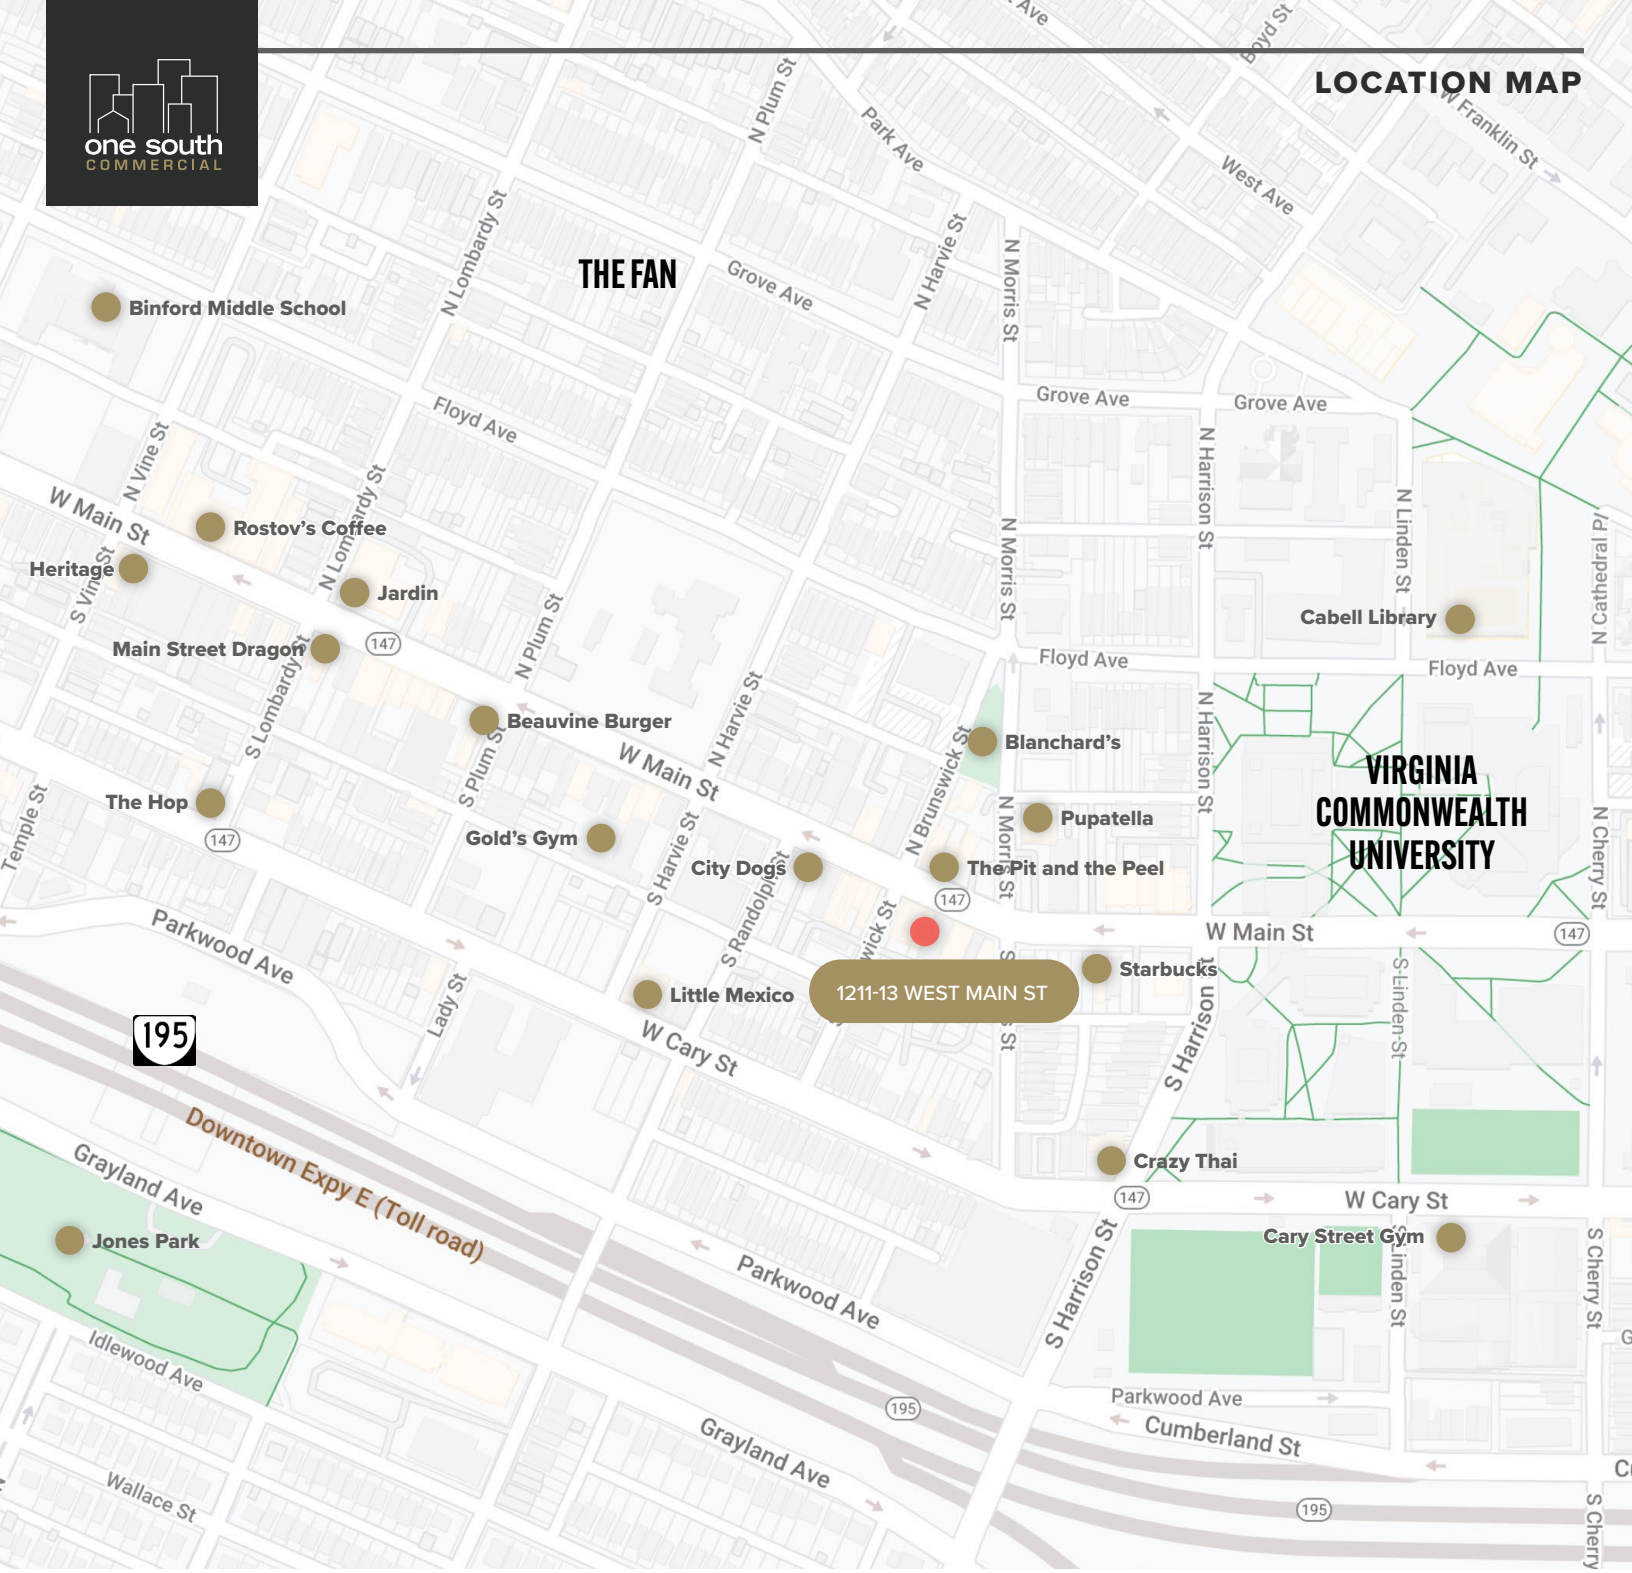 one south
COMMERCIAL
LOCATION MAP
Ave
Boyd St
N Plum St
Park Ave
W Franklin St
West Ave
N Lombardy St
THE FAN
Grove Ave
N Harvie St
N Morris St
Binford Middle School
Floyd Ave
Grove Ave
Grove Ave
N Vine St
N Harrison St
W Main St
Rostov's Coffee
N Lombardy St
N Linden St
N Cathedral Pl
N Morris St
Heritage
S Vine St
Jardin
N Plum St
Cabell Library
Main Street Dragon
147
Floyd Ave
Floyd Ave
S Lombardy St
Beauvine Burger
N Harvie St
N Harrison St
S Plum St
W Main St
N Brunswick St
Blanchard's
VIRGINIA
COMMONWEALTH
UNIVERSITY
Temple St
The Hop
147
Gold's Gym
N Morris St
Pupatella
N Cherry St
S Harvie St
City Dogs
S Randolph St
The Pit and the Peel
147
wick St
W Main St
147
Parkwood Ave
Starbucks
Lady St
Little Mexico
1211-13 WEST MAIN ST
S
St
S Linden St
S Harrison St
195
W Cary St
Downtown Expy E (Toll road)
Grayland Ave
Crazy Thai
147
W Cary St
Jones Park
Cary Street Gym
S Linden St
S Cherry St
S Harrison St
Parkwood Ave
Idlewood Ave
G
195
Parkwood Ave
Cumberland St
Grayland Ave
Cu
Wallace St
195
S Cherry